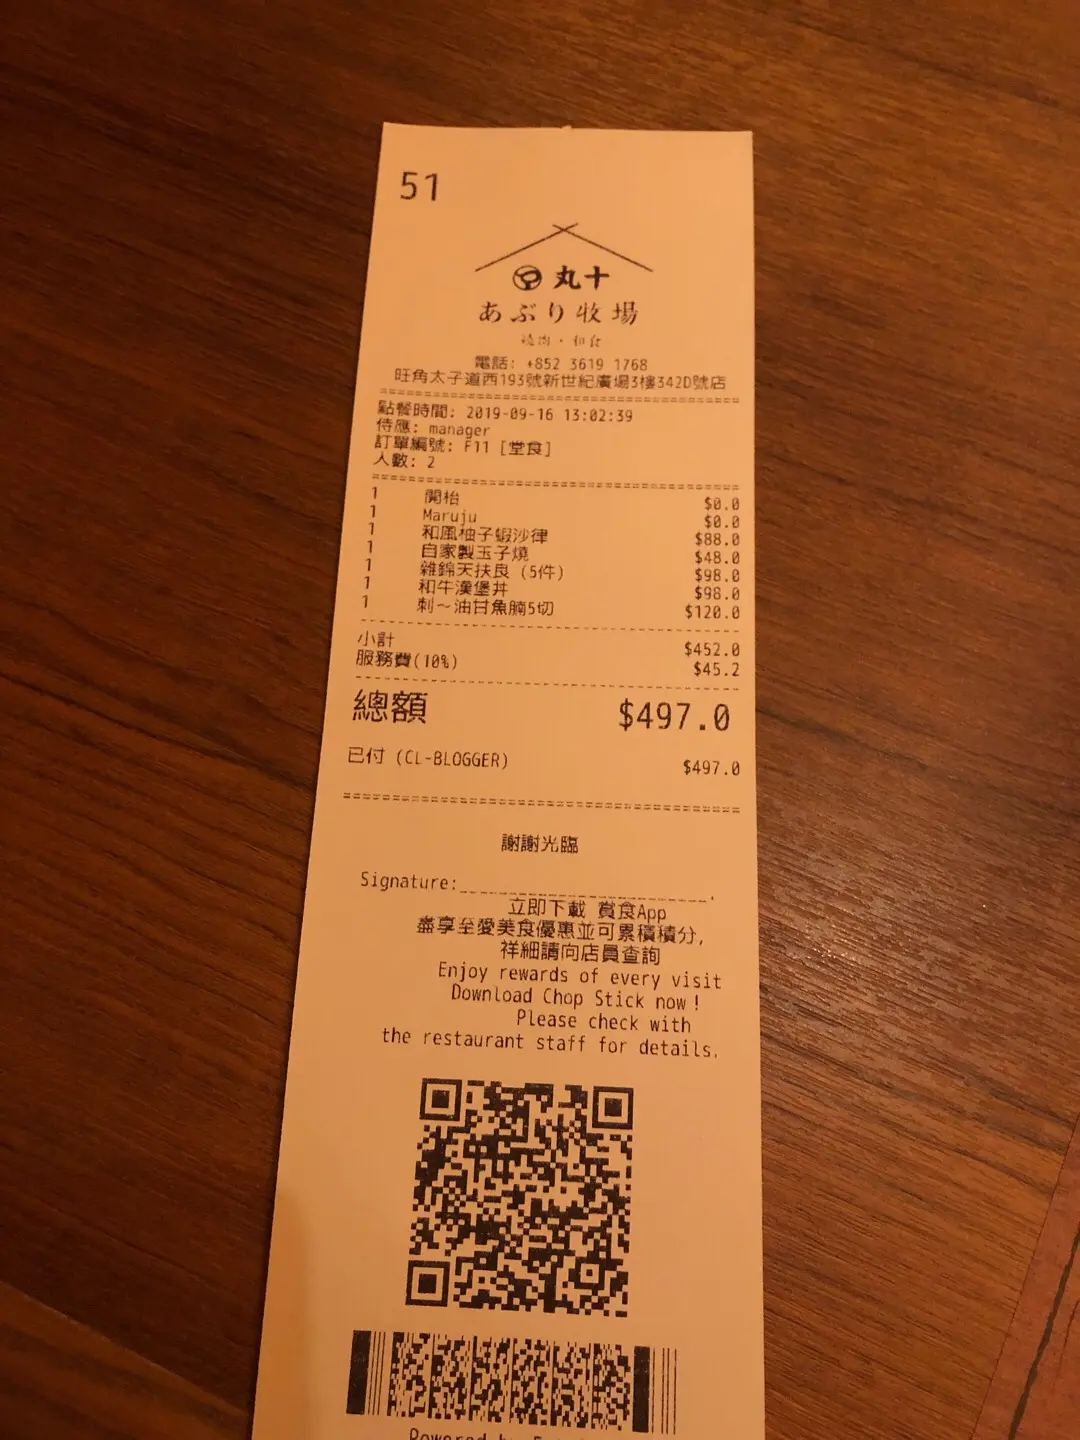 51
丸十
あぶり牧場
燒肉・和食
電話: +852 3619 1768
旺角太子道西193號新世紀廣場3樓342D號店
點餐時間: 2019-09-16 13:02:39
侍應: manager
訂單編號: F11 [堂食]
人數: 2
1 開枱 $0.0
1 Maruju $0.0
1 和風柚子蝦沙律 $88.0
1 自家製玉子燒 $48.0
1 雜錦天扶良 (5件) $98.0
1 和牛漢堡丼 $98.0
1 刺～油甘魚腩5切 $120.0
小計 $452.0
服務費(10%) $45.2
總額 $497.0
已付 (CL-BLOGGER) $497.0
謝謝光臨
Signature:
立即下載 賞食App
盡享至愛美食優惠並可累積積分,
祥細請向店員查詢
Enjoy rewards of every visit
Download Chop Stick now!
Please check with
the restaurant staff for details.
Powered by